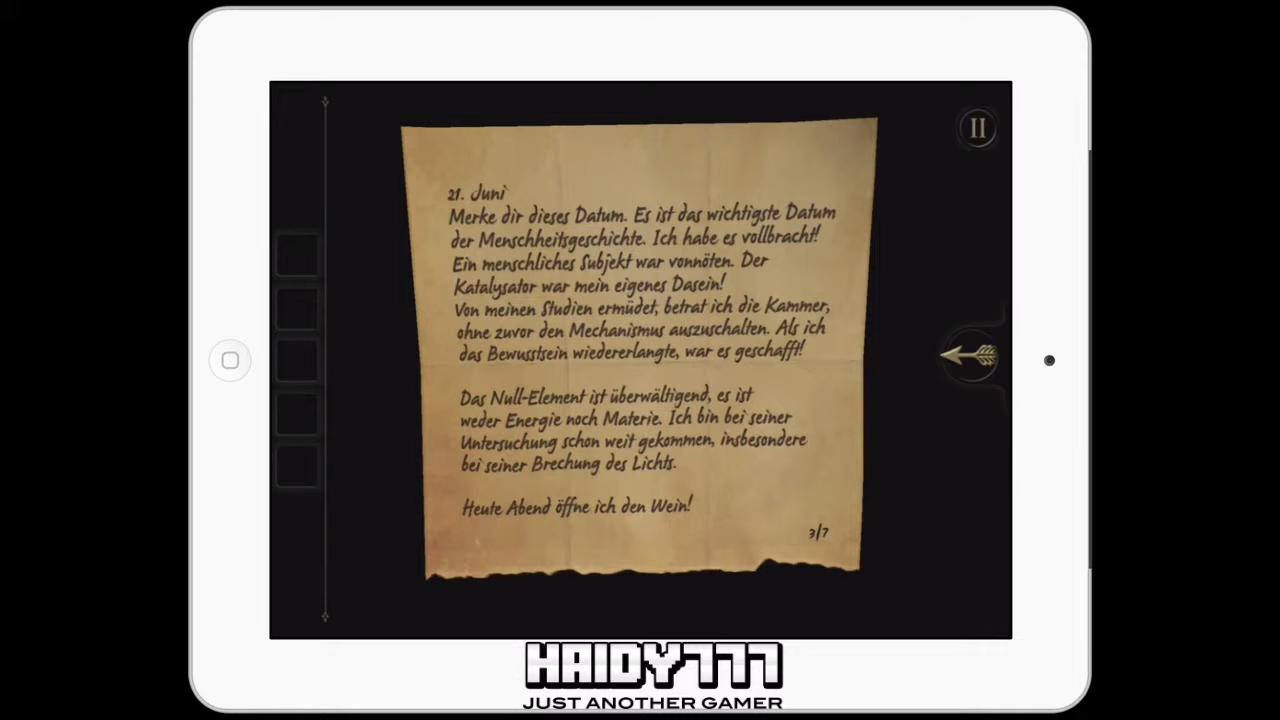 II
21. Juni
Merke dir dieses Datum. Es ist das wichtigste Datum
der Menschheitsgeschichte. Ich habe es vollbracht!
Ein menschliches Subjekt war vonnöten. Der
Katalysator war mein eigenes Dasein!
Von meinen Studien ermüdet, betrat ich die Kammer,
ohne zuvor den Mechanismus auszuschalten. Als ich
das Bewusstsein wiedererlangte, war es geschafft!
Das Null-Element ist überwältigend, es ist
weder Energie noch Materie. Ich bin bei seiner
Untersuchung schon weit gekommen, insbesondere
bei seiner Brechung des Lichts.
Heute Abend öffne ich den Wein!
3/7
HAIDY777
JUST ANOTHER GAMER